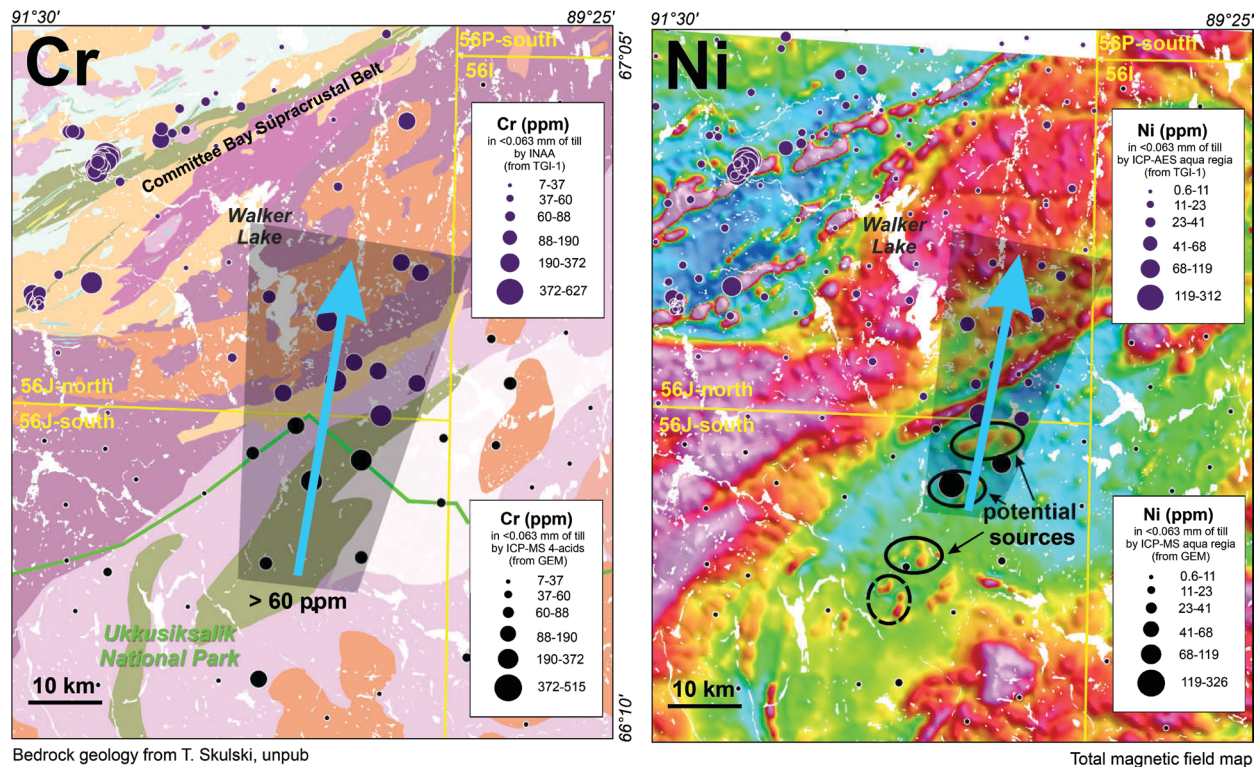 91°30'
89°25'
91°30'
89°25'
Cr
56P-south
56I
67°05'
Committee Bay Supracrustal Belt
Cr (ppm)
in <0.063 mm of till
by INAA
(from TGI-1)
7-37
37-60
60-88
88-190
190-372
372-627
Walker
Lake
56J-north
56J-south
Cr (ppm)
in <0.063 mm of till
by ICP-MS 4-acids
(from GEM)
7-37
37-60
60-88
88-190
190-372
372-515
> 60 ppm
Ukkusiksalik
National Park
10 km
66°10'
Bedrock geology from T. Skulski, unpub
Ni
56P-south
56I
Ni (ppm)
in <0.063 mm of till
by ICP-AES aqua regia
(from TGI-1)
0.6-11
11-23
23-41
41-68
68-119
119-312
Walker
Lake
56J-north
56J-south
potential
sources
Ni (ppm)
in <0.063 mm of till
by ICP-MS aqua regia
(from GEM)
0.6-11
11-23
23-41
41-68
68-119
119-326
10 km
Total magnetic field map